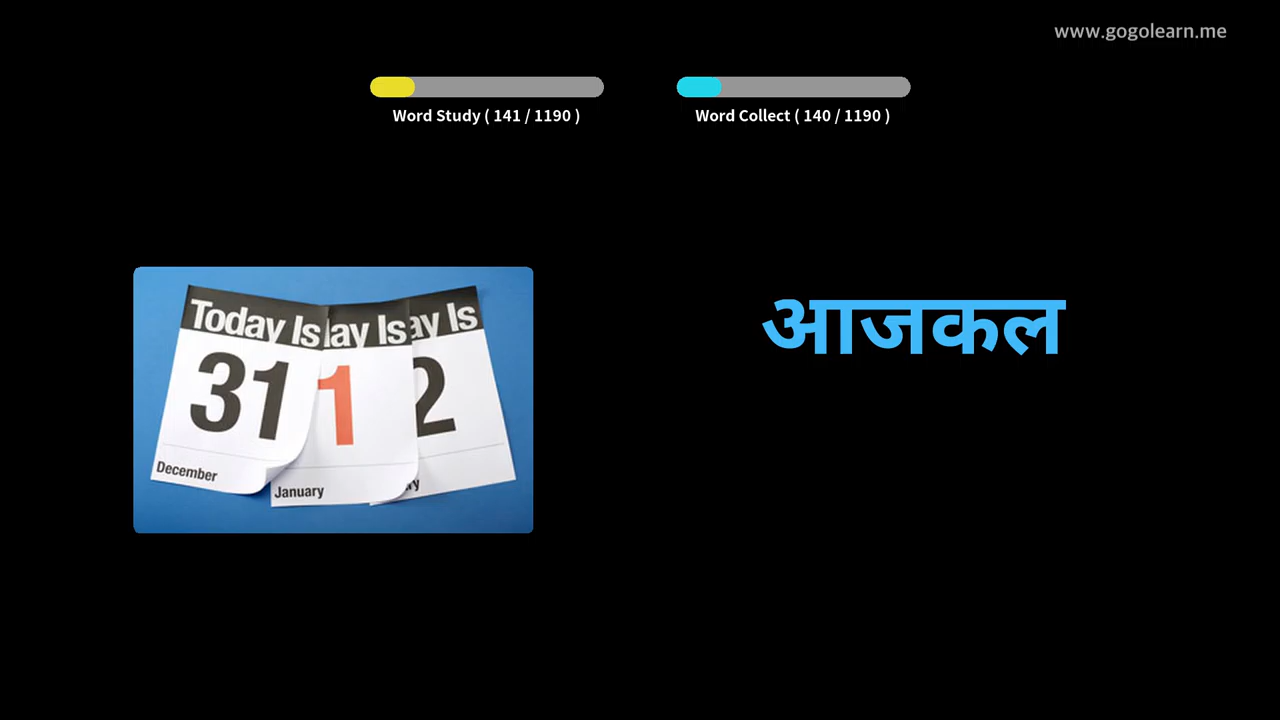 www.gogolearn.me
Word Study ( 141 / 1190 )
Word Collect ( 140 / 1190 )
आजकल
Today Is
31
December
ay Is
1
January
ay Is
2
ry